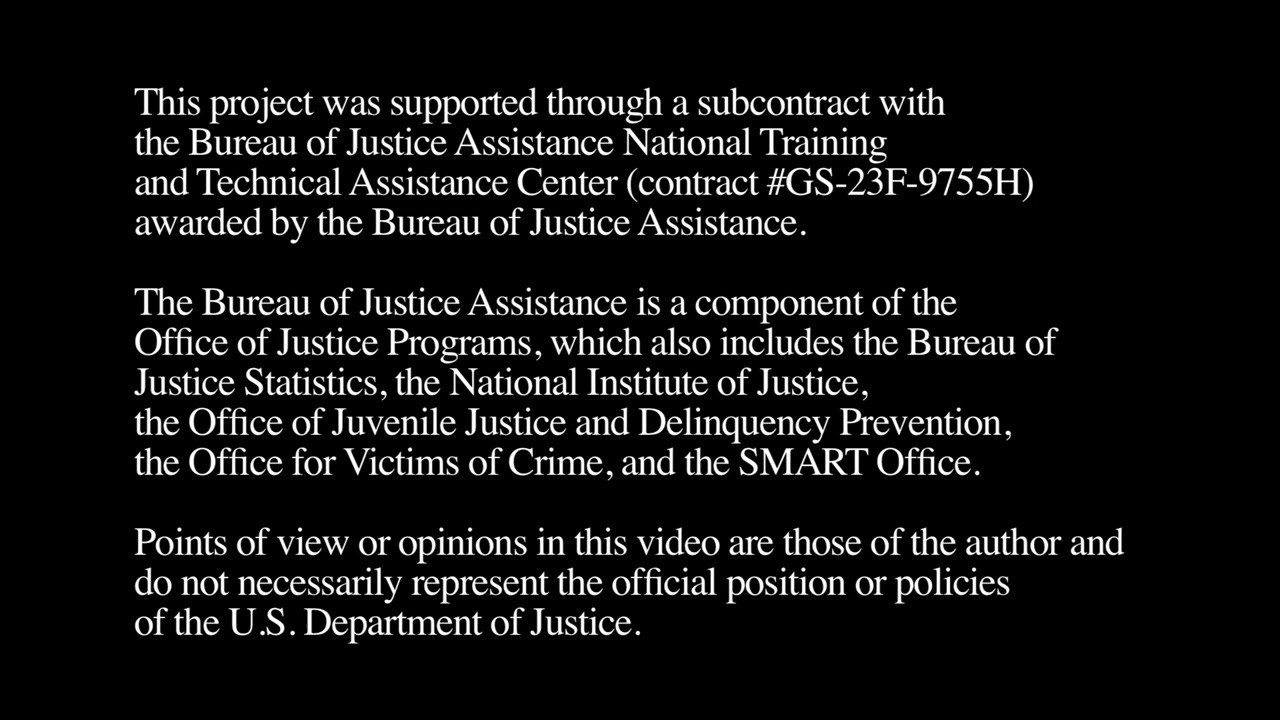 This project was supported through a subcontract with
the Bureau of Justice Assistance National Training
and Technical Assistance Center (contract #GS-23F-9755H)
awarded by the Bureau of Justice Assistance.
The Bureau of Justice Assistance is a component of the
Office of Justice Programs, which also includes the Bureau of
Justice Statistics, the National Institute of Justice,
the Office of Juvenile Justice and Delinquency Prevention,
the Office for Victims of Crime, and the SMART Office.
Points of view or opinions in this video are those of the author and
do not necessarily represent the official position or policies
of the U.S. Department of Justice.